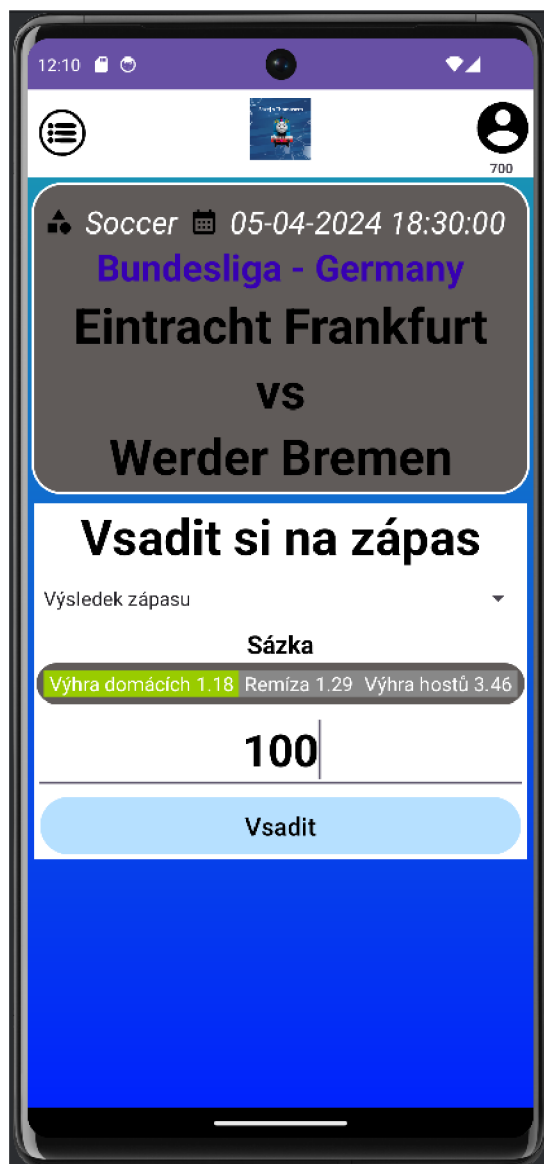 12:10
700
Soccer 05-04-2024 18:30:00
Bundesliga - Germany
Eintracht Frankfurt
vs
Werder Bremen
Vsadit si na zápas
Výsledek zápasu
Sázka
Výhra domácích 1.18 Remíza 1.29 Výhra hostů 3.46
100
Vsadit